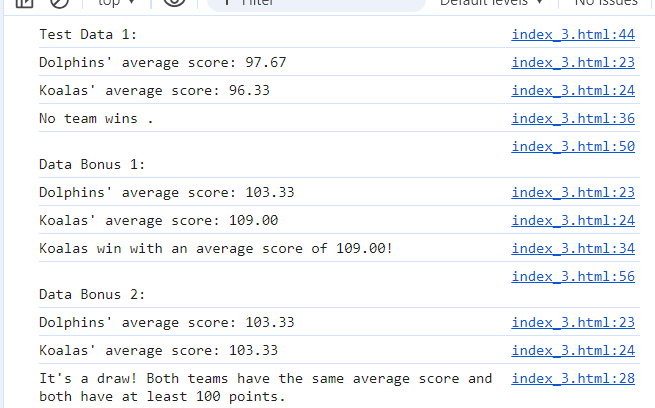 top
Filter
Default levels
No Issues
Test Data 1: index_3.html:44
Dolphins' average score: 97.67 index_3.html:23
Koalas' average score: 96.33 index_3.html:24
No team wins . index_3.html:36
index_3.html:50
Data Bonus 1:
Dolphins' average score: 103.33 index_3.html:23
Koalas' average score: 109.00 index_3.html:24
Koalas win with an average score of 109.00! index_3.html:34
index_3.html:56
Data Bonus 2:
Dolphins' average score: 103.33 index_3.html:23
Koalas' average score: 103.33 index_3.html:24
It's a draw! Both teams have the same average score and index_3.html:28
both have at least 100 points.